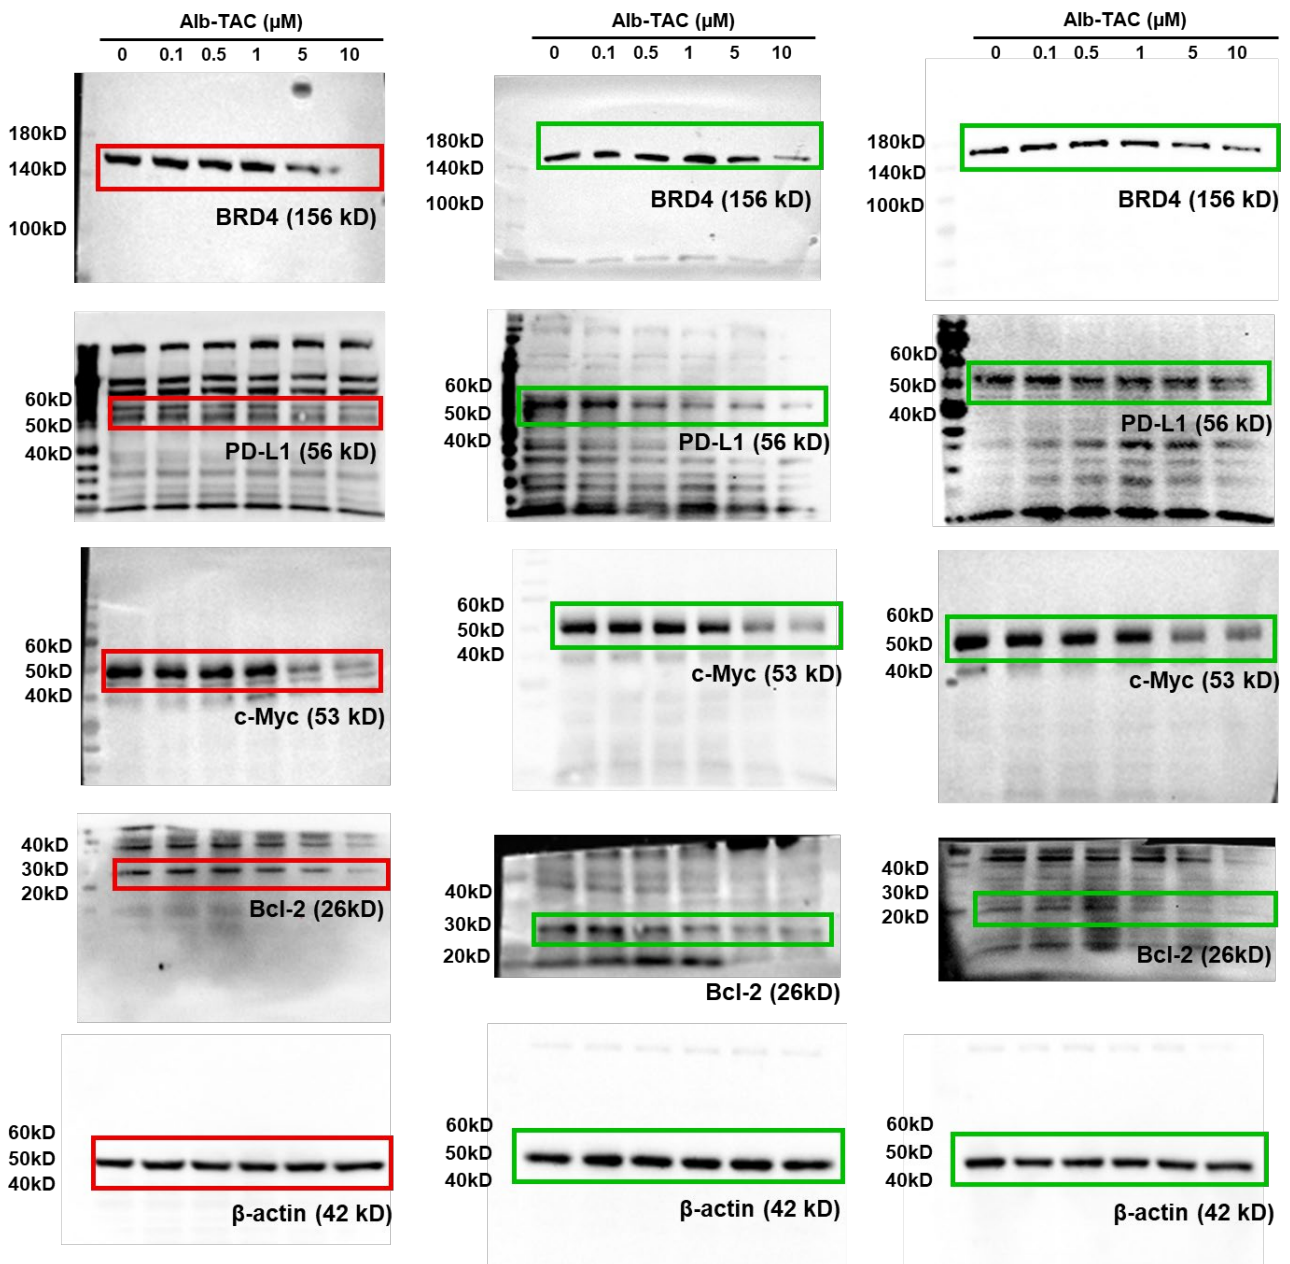 Alb-TAC (μM)
0 0.1 0.5 1 5 10
180kD
140kD
100kD
BRD4 (156 kD)
Alb-TAC (μM)
0 0.1 0.5 1 5 10
180kD
140kD
100kD
BRD4 (156 kD)
Alb-TAC (μM)
0 0.1 0.5 1 5 10
180kD
140kD
100kD
BRD4 (156 kD)
60kD
50kD
40kD
PD-L1 (56 kD)
60kD
50kD
40kD
PD-L1 (56 kD)
60kD
50kD
40kD
PD-L1 (56 kD)
60kD
50kD
40kD
c-Myc (53 kD)
60kD
50kD
40kD
c-Myc (53 kD)
60kD
50kD
40kD
c-Myc (53 kD)
40kD
30kD
20kD
Bcl-2 (26kD)
40kD
30kD
20kD
Bcl-2 (26kD)
40kD
30kD
20kD
Bcl-2 (26kD)
60kD
50kD
40kD
β-actin (42 kD)
60kD
50kD
40kD
β-actin (42 kD)
60kD
50kD
40kD
β-actin (42 kD)